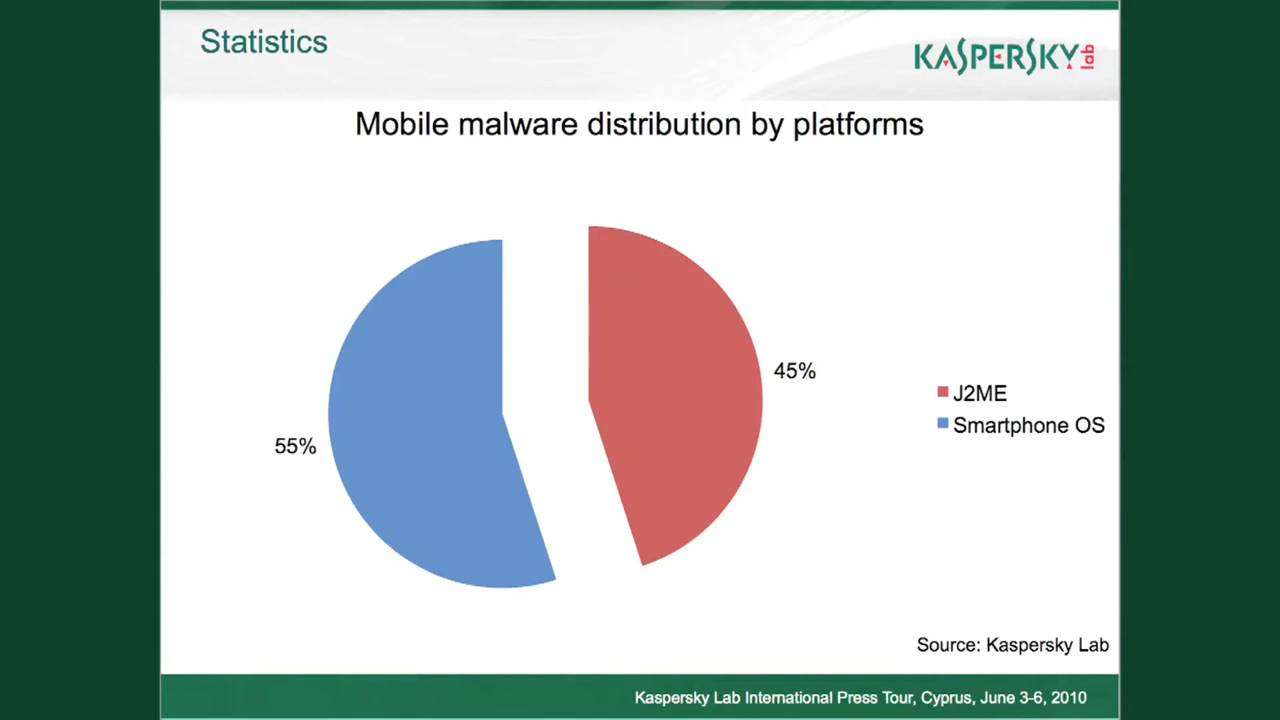 Statistics
KASPERSKY lab
Mobile malware distribution by platforms
45%
55%
J2ME
Smartphone OS
Source: Kaspersky Lab
Kaspersky Lab International Press Tour, Cyprus, June 3-6, 2010